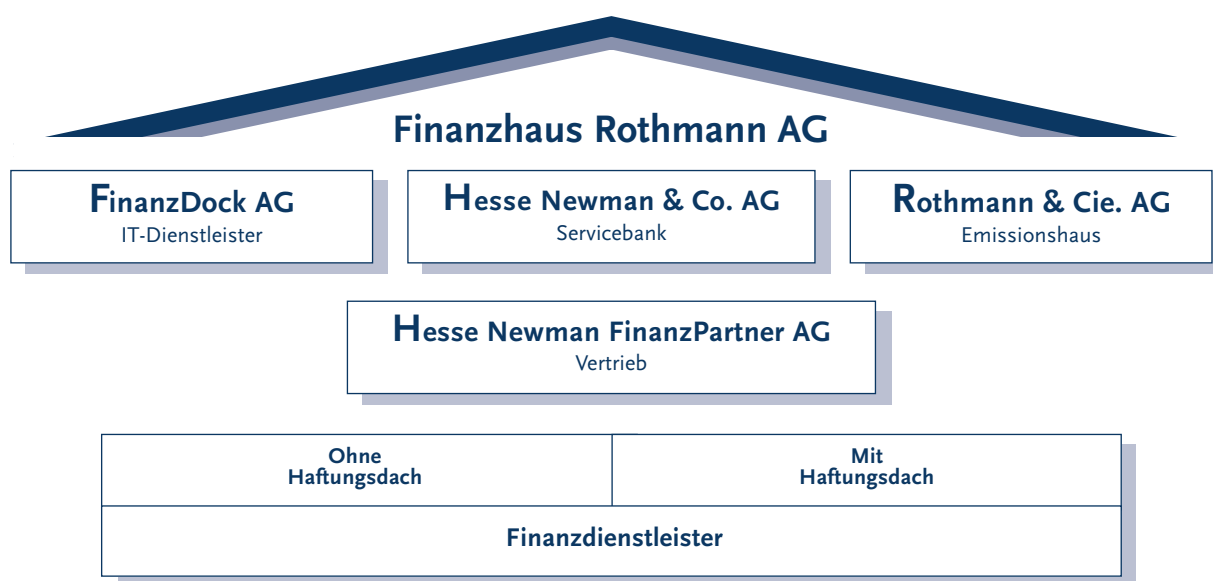 Finanzhaus Rothmann AG
FinanzDock AG
IT-Dienstleister
Hesse Newman & Co. AG
Servicebank
Rothmann & Cie. AG
Emissionshaus
Hesse Newman FinanzPartner AG
Vertrieb
Ohne
Haftungsdach
Mit
Haftungsdach
Finanzdienstleister